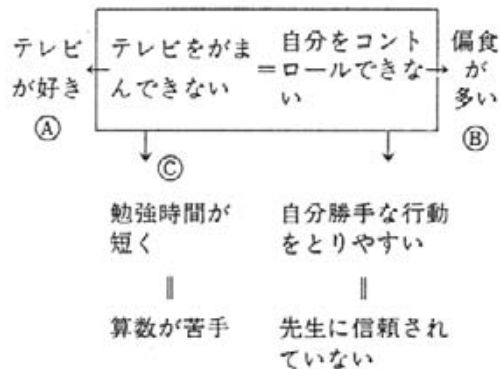 テレビ
が好き
Ⓐ
テレビをがま
んできない
=
自分をコント
ロールできな
い
偏食
が
多い
Ⓑ
Ⓒ
勉強時間が
短く
‖
算数が苦手
自分勝手な行動
をとりやすい
‖
先生に信頼され
ていない